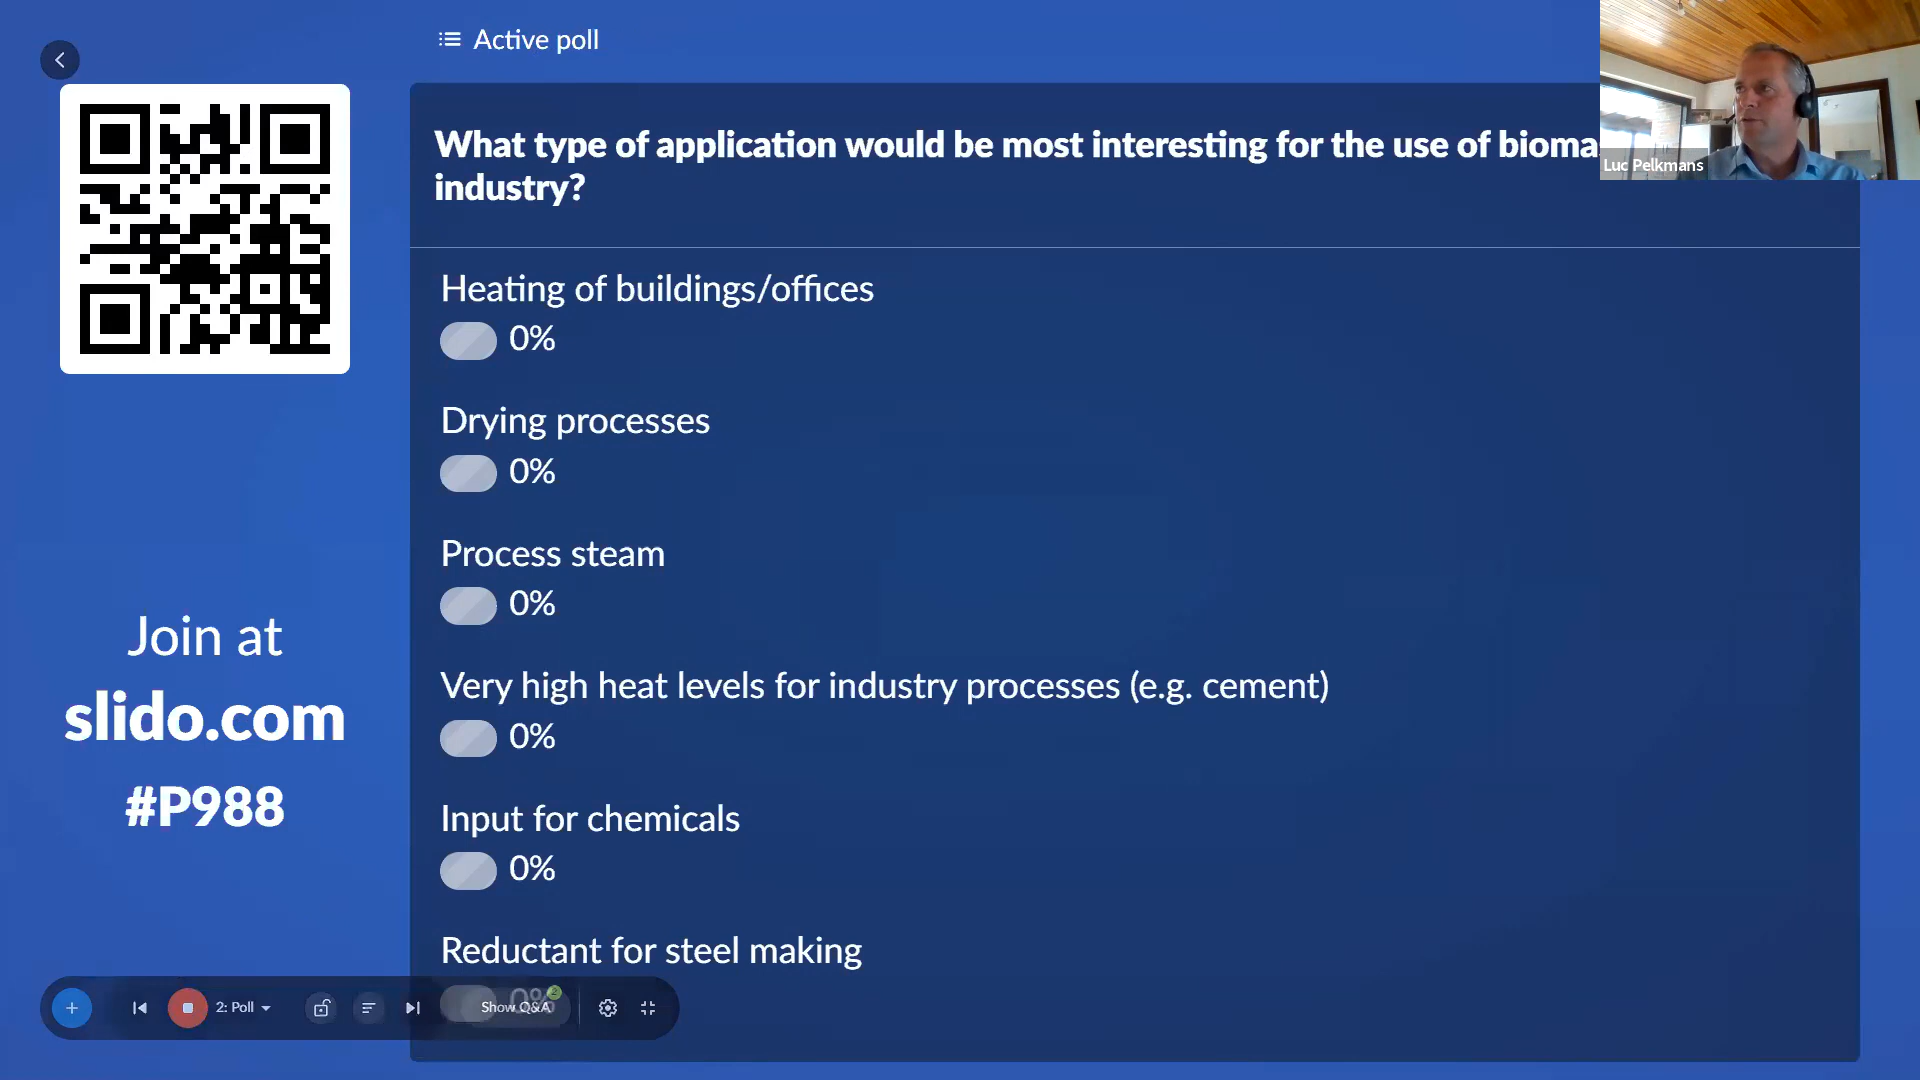 Active poll
What type of application would be most interesting for the use of
industry?
Luc Pelkmans
Heating of buildings/offices
0%
Drying processes
0%
Process steam
0%
Very high heat levels for industry processes (e.g. cement)
0%
Input for chemicals
0%
Reductant for steel making
0%
Join at
slido.com
#P988
2: Poll
Show Q&A
2